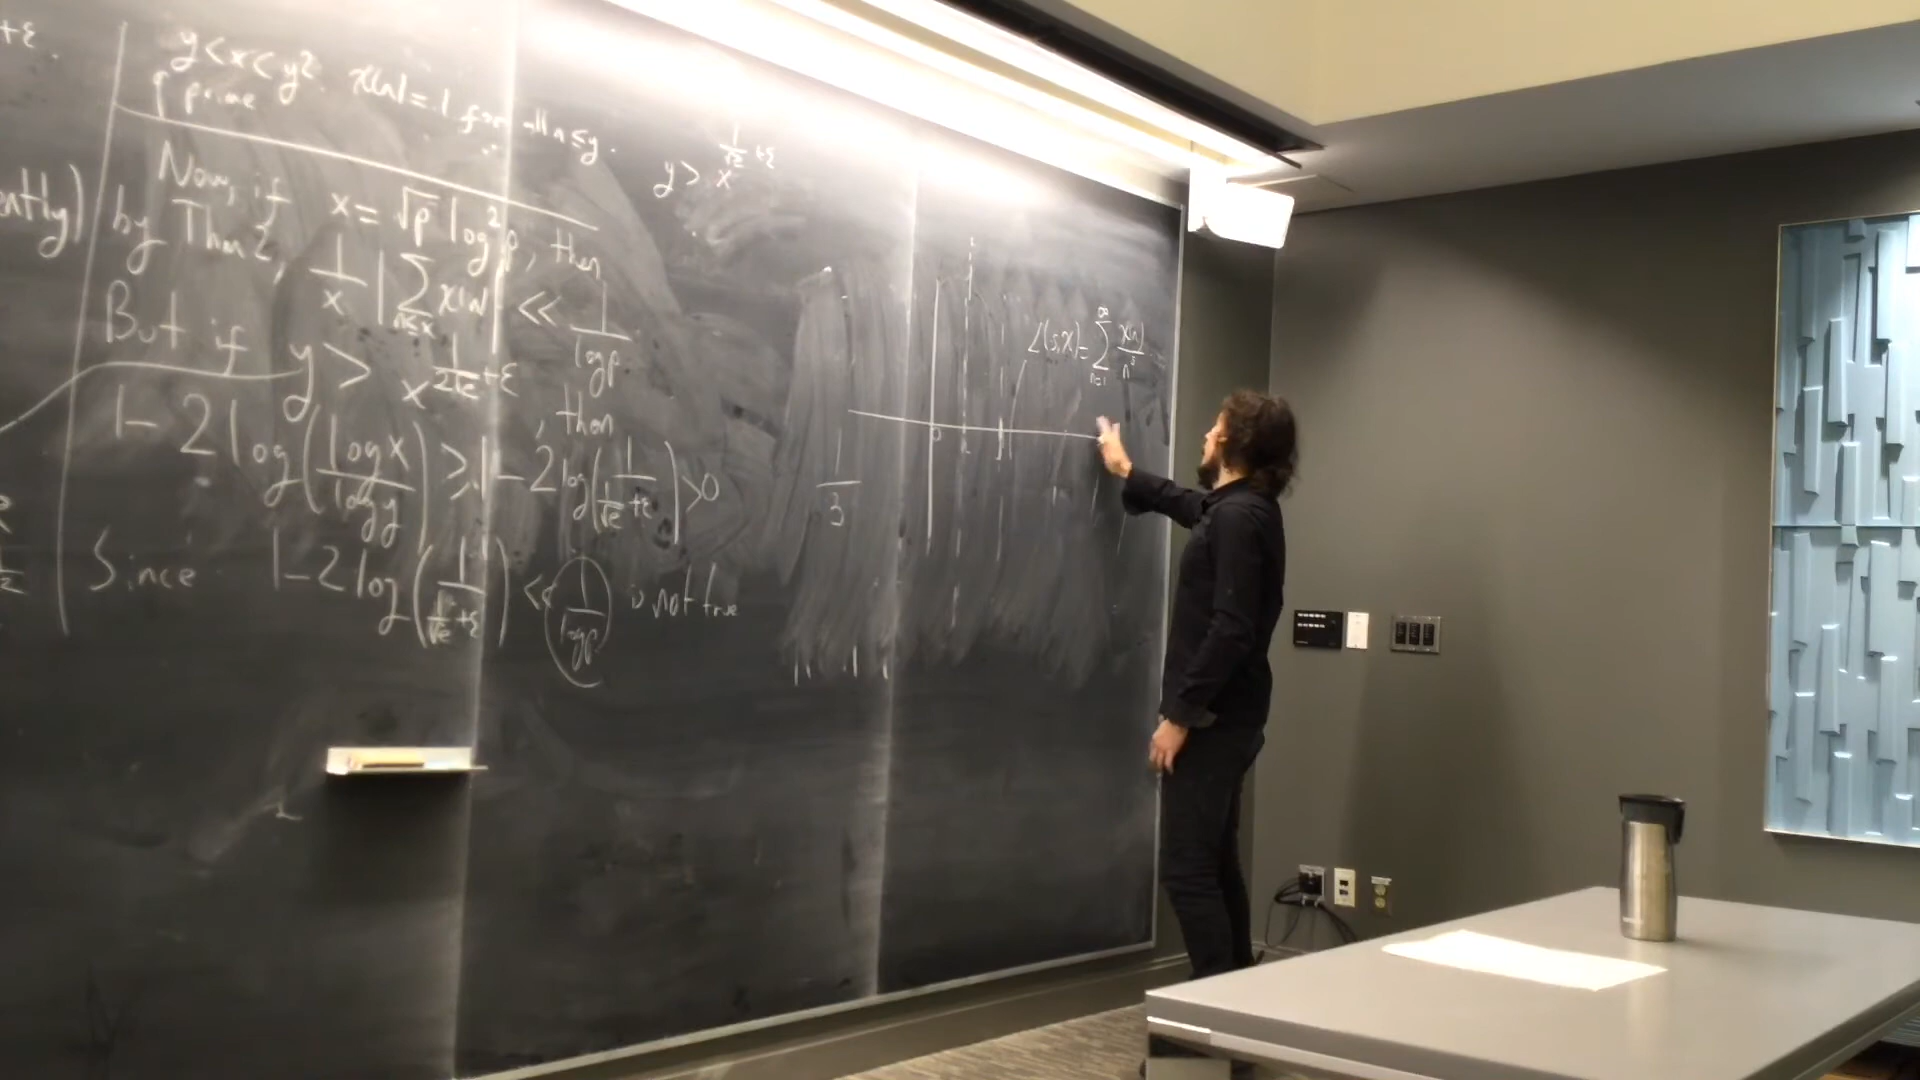 +ε.
y < x < y². χ(n) = 1 for all n ≤ y.
p prime
y > x^{1/√e + ε}
Now, if x = √p log² p, then
ently) by Thm 2, 1/x |∑_{n≤x} χ(n)| << 1/log p
But if y > x^{1/2√e + ε}, then
1 - 2 log(log x / log y) ≥ 1 - 2 log(1/(1/√e + ε)) > 0
Since 1 - 2 log(1/(1/√e + ε)) << 1/log p is not true
1/3
L(s, χ) = ∑_{n=1}^{∞} χ(n)/n^s
0